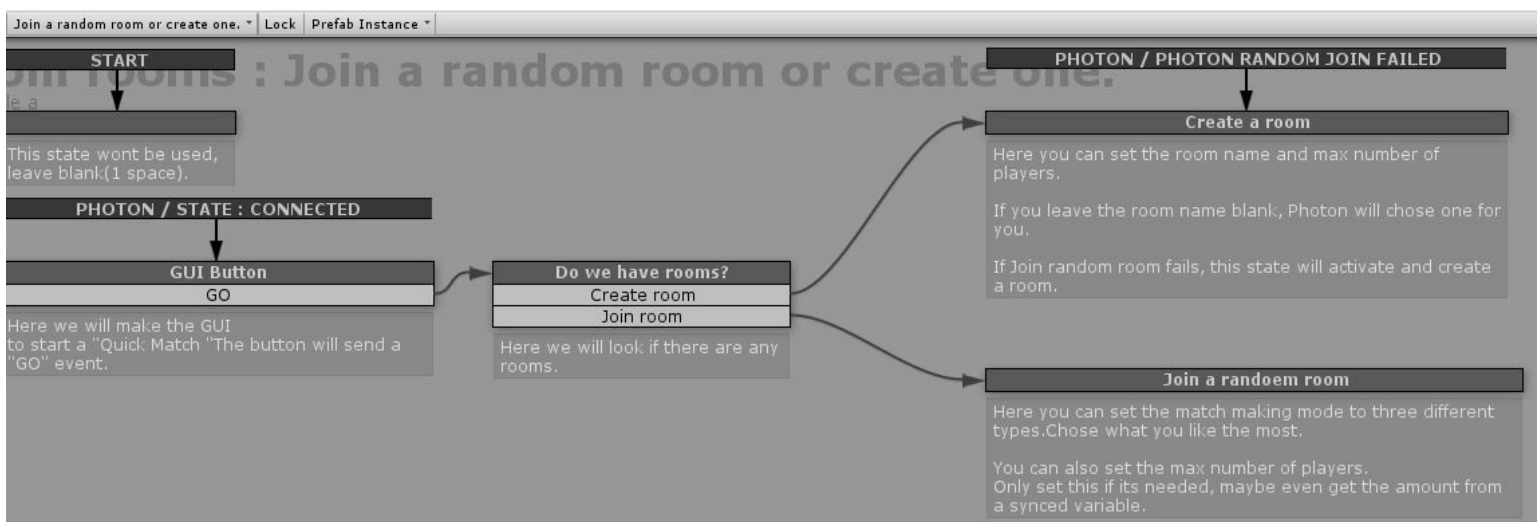 Join a random room or create one.
Lock
Prefab Instance
om rooms : Join a random room or create one.
le a
START
This state wont be used,
leave blank(1 space).
PHOTON / STATE : CONNECTED
GUI Button
GO
Here we will make the GUI
to start a "Quick Match "The button will send a
"GO" event.
Do we have rooms?
Create room
Join room
Here we will look if there are any
rooms.
PHOTON / PHOTON RANDOM JOIN FAILED
Create a room
Here you can set the room name and max number of
players.
If you leave the room name blank, Photon will chose one for
you.
If Join random room fails, this state will activate and create
a room.
Join a randoem room
Here you can set the match making mode to three different
types.Chose what you like the most.
You can also set the max number of players.
Only set this if its needed, maybe even get the amount from
a synced variable.